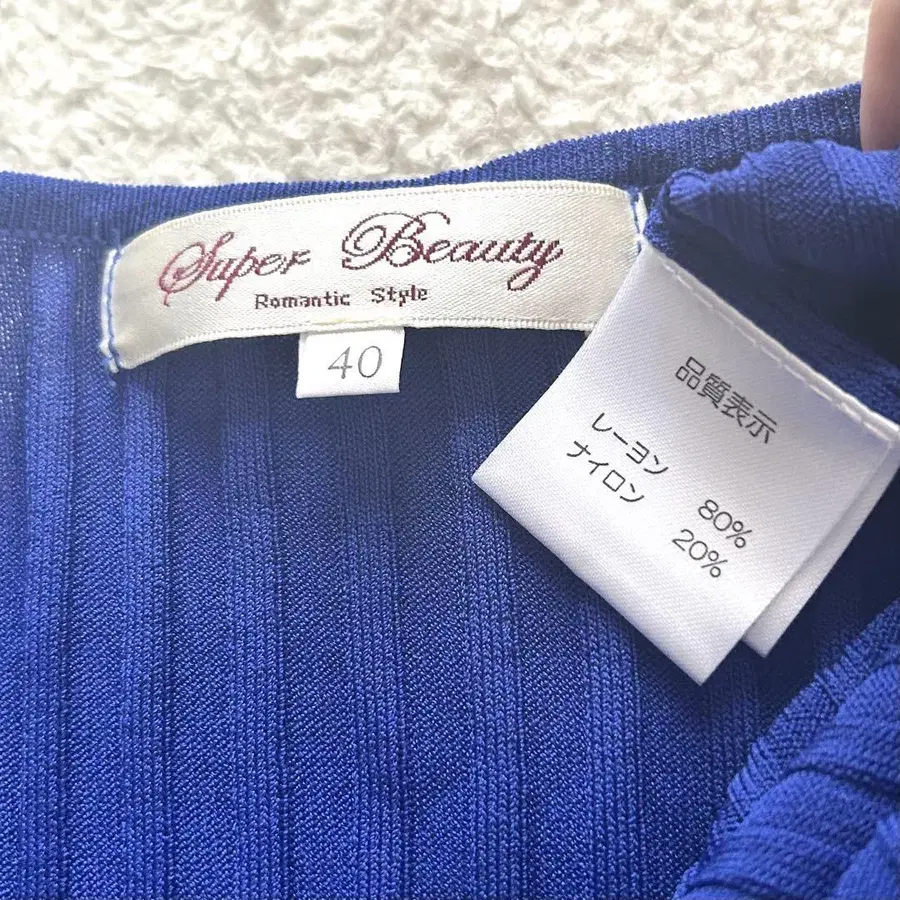 Super Beauty
Romantic Style
40
品質表示
レーヨン 80%
ナイロン 20%